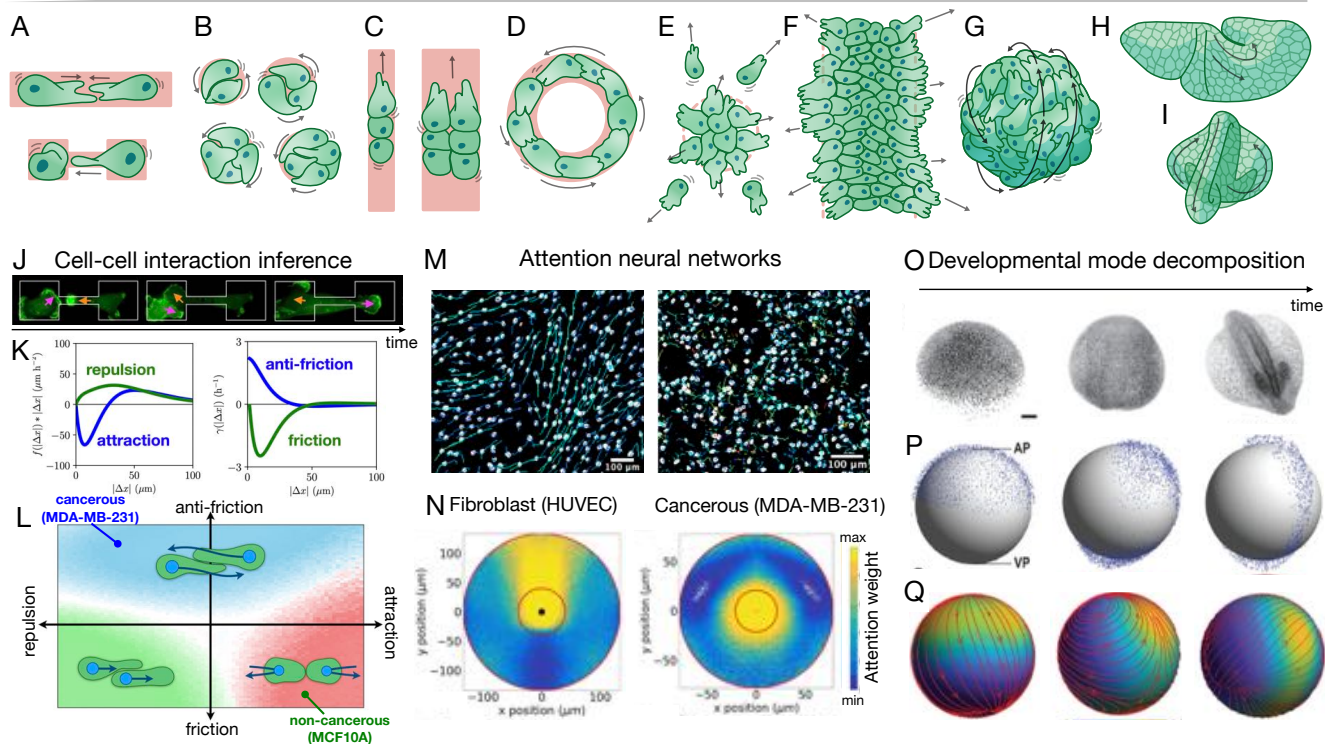 A
B
C
D
E
F
G
H
I
J Cell-cell interaction inference
time
K
f(|Δx|) * |Δx| (μm h⁻²)
100
50
0
−50
−100
repulsion
attraction
0
50
100
|Δx| (μm)
γ(|Δx|) (h⁻¹)
3
0
−3
anti-friction
friction
0
50
100
|Δx| (μm)
L
cancerous
(MDA-MB-231)
anti-friction
repulsion
attraction
friction
non-cancerous
(MCF10A)
M Attention neural networks
100 μm
100 μm
N Fibroblast (HUVEC)
Cancerous (MDA-MB-231)
y position (μm)
100
50
0
−50
−100
−100
0
100
x position (μm)
y position (μm)
50
0
−50
−50
0
50
x position (μm)
max
Attention weight
min
O Developmental mode decomposition
time
P
AP
VP
Q